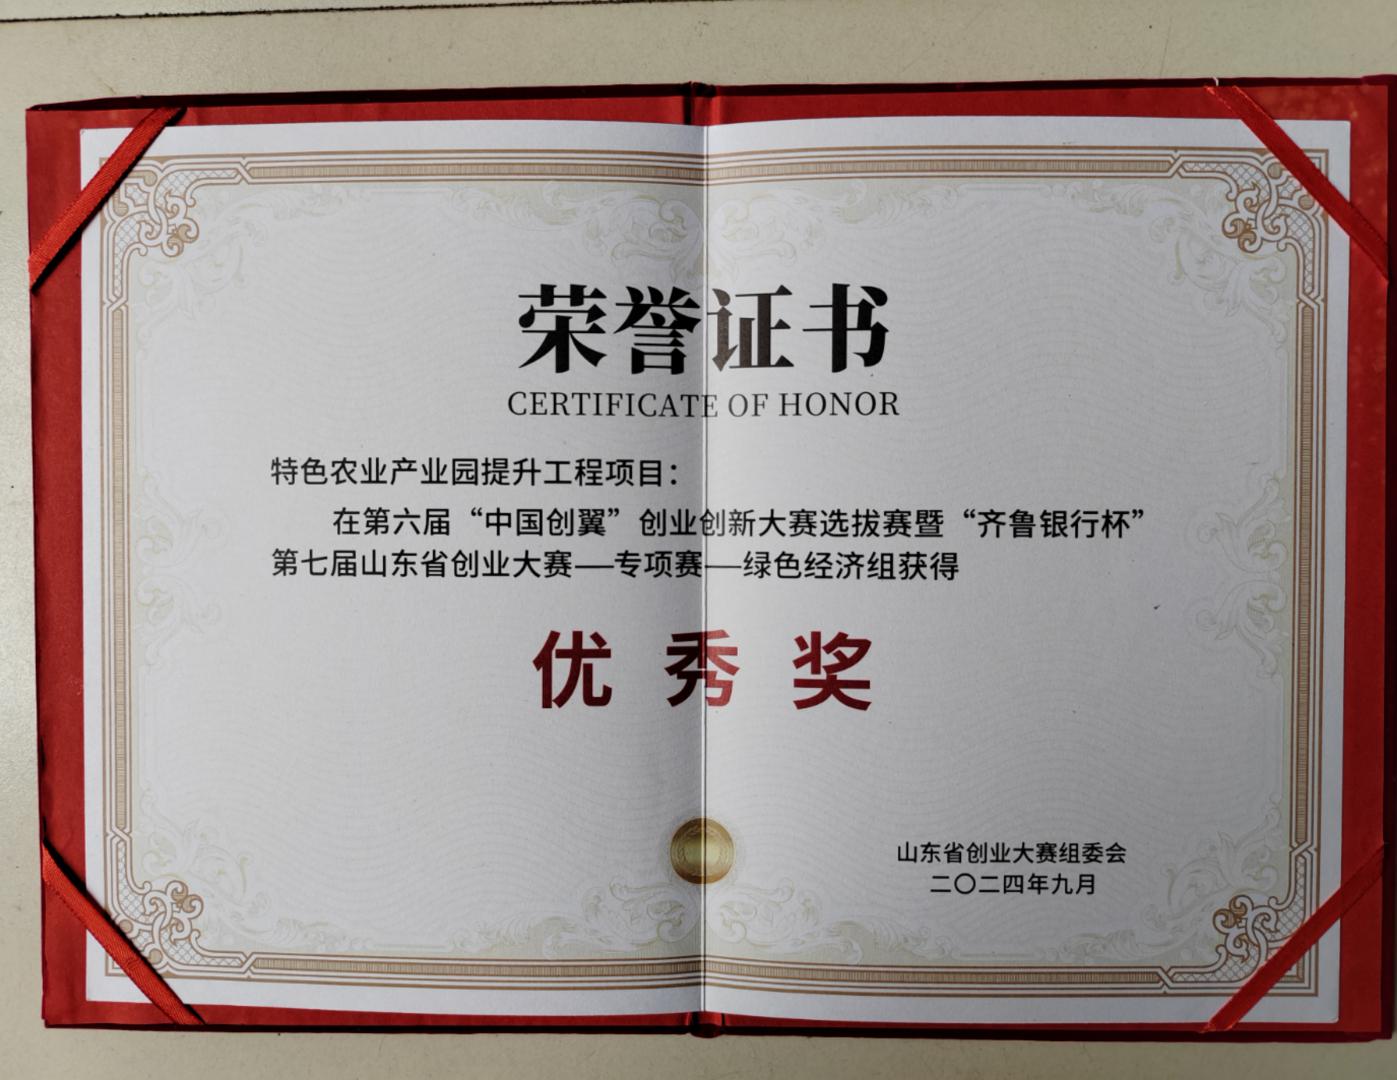 荣誉证书
CERTIFICATE OF HONOR
特色农业产业园提升工程项目：
在第六届“中国创翼”创业创新大赛选拔赛暨“齐鲁银行杯”
第七届山东省创业大赛——专项赛——绿色经济组获得
优秀奖
山东省创业大赛组委会
二〇二四年九月